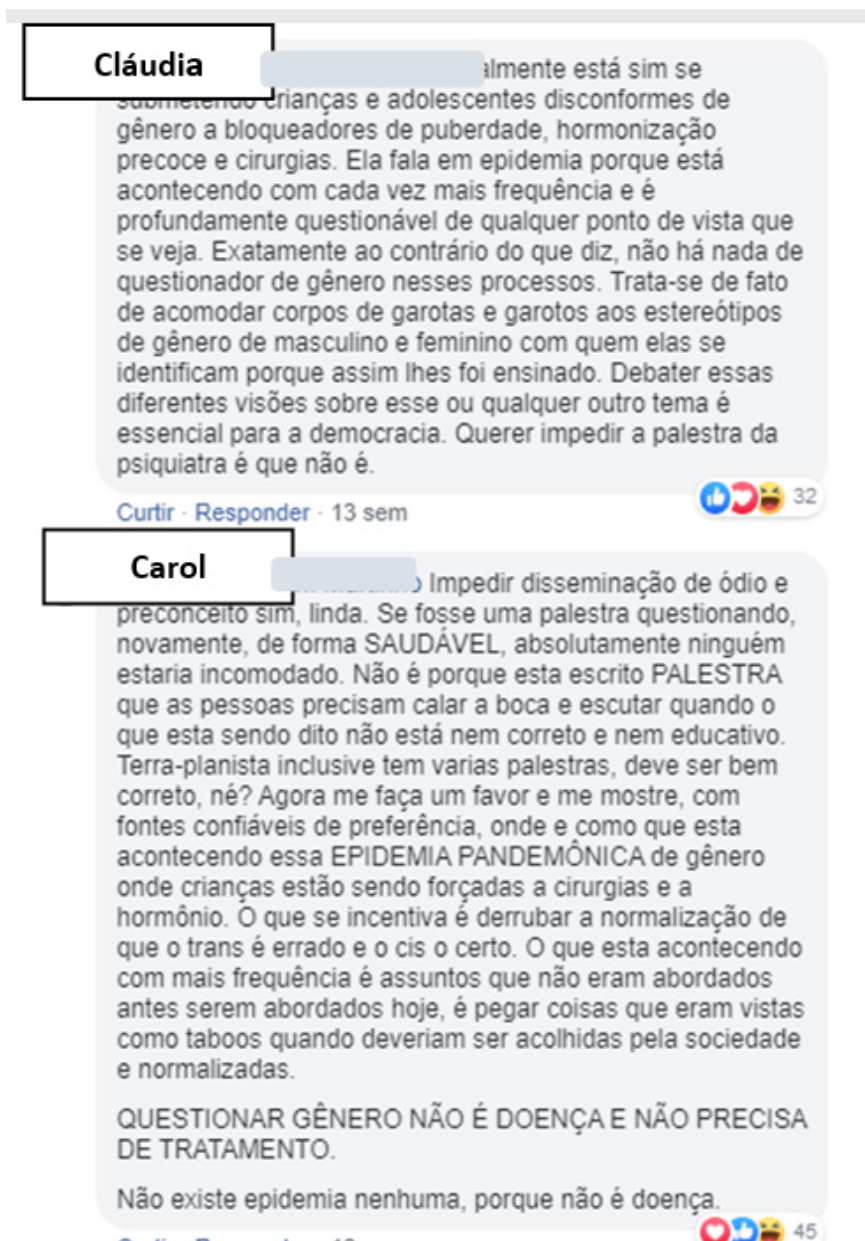 Cláudia
almente está sim se
submetendo crianças e adolescentes disconformes de
gênero a bloqueadores de puberdade, hormonização
precoce e cirurgias. Ela fala em epidemia porque está
acontecendo com cada vez mais frequência e é
profundamente questionável de qualquer ponto de vista que
se veja. Exatamente ao contrário do que diz, não há nada de
questionador de gênero nesses processos. Trata-se de fato
de acomodar corpos de garotas e garotos aos estereótipos
de gênero de masculino e feminino com quem elas se
identificam porque assim lhes foi ensinado. Debater essas
diferentes visões sobre esse ou qualquer outro tema é
essencial para a democracia. Querer impedir a palestra da
psiquiatra é que não é.
32
Curtir · Responder · 13 sem
Carol
Impedir disseminação de ódio e
preconceito sim, linda. Se fosse uma palestra questionando,
novamente, de forma SAUDÁVEL, absolutamente ninguém
estaria incomodado. Não é porque esta escrito PALESTRA
que as pessoas precisam calar a boca e escutar quando o
que esta sendo dito não está nem correto e nem educativo.
Terra-planista inclusive tem varias palestras, deve ser bem
correto, né? Agora me faça um favor e me mostre, com
fontes confiáveis de preferência, onde e como que esta
acontecendo essa EPIDEMIA PANDEMÔNICA de gênero
onde crianças estão sendo forçadas a cirurgias e a
hormônio. O que se incentiva é derrubar a normalização de
que o trans é errado e o cis o certo. O que esta acontecendo
com mais frequência é assuntos que não eram abordados
antes serem abordados hoje, é pegar coisas que eram vistas
como taboos quando deveriam ser acolhidas pela sociedade
e normalizadas.
QUESTIONAR GÊNERO NÃO É DOENÇA E NÃO PRECISA
DE TRATAMENTO.
Não existe epidemia nenhuma, porque não é doença.
45